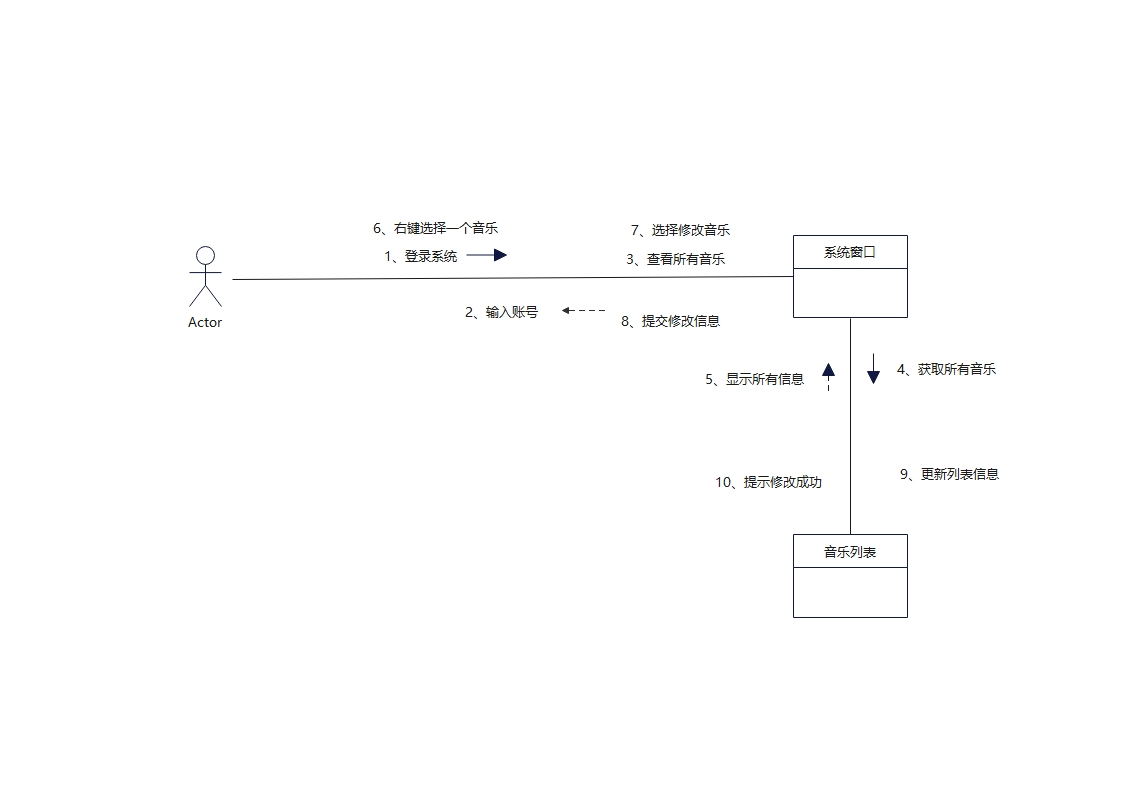 6、右键选择一个音乐
7、选择修改音乐
1、登录系统
3、查看所有音乐
系统窗口
Actor
2、输入账号
8、提交修改信息
5、显示所有信息
4、获取所有音乐
10、提示修改成功
9、更新列表信息
音乐列表